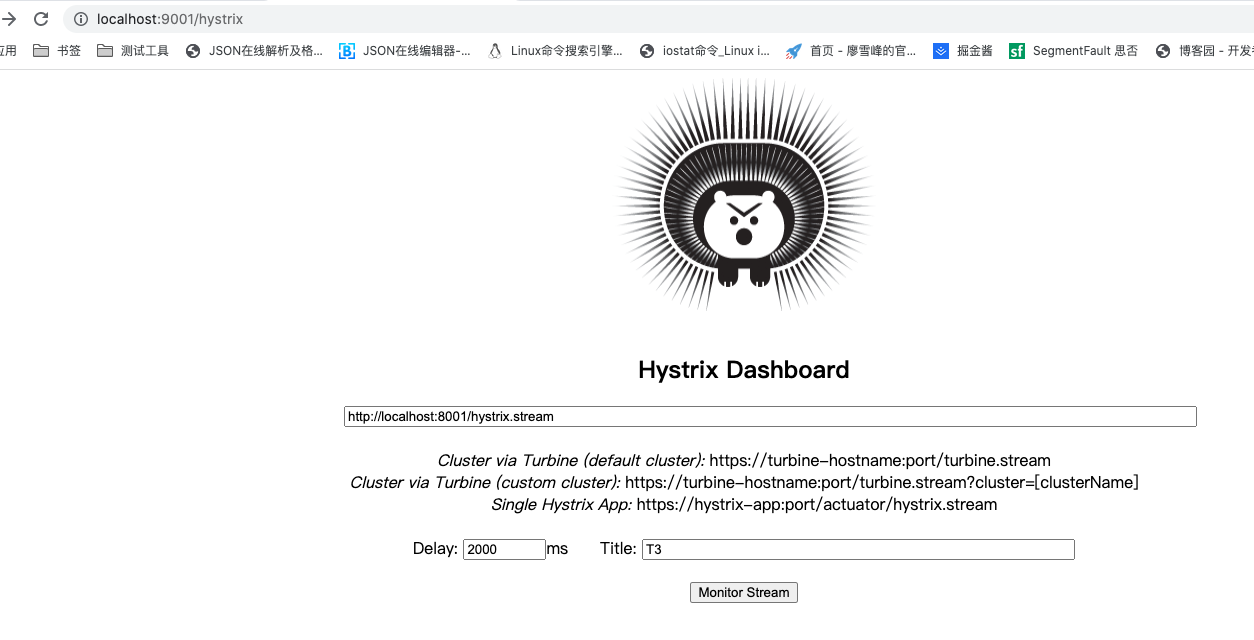 localhost:9001/hystrix
应用 书签 测试工具 JSON在线解析及格... JSON在线编辑器-... Linux命令搜索引擎... iostat命令_Linux i... 首页 - 廖雪峰的官... 掘金酱 SegmentFault 思否 博客园 - 开发者
Hystrix Dashboard
http://localhost:8001/hystrix.stream
Cluster via Turbine (default cluster): https://turbine-hostname:port/turbine.stream
Cluster via Turbine (custom cluster): https://turbine-hostname:port/turbine.stream?cluster=[clusterName]
Single Hystrix App: https://hystrix-app:port/actuator/hystrix.stream
Delay: 2000 ms Title: T3
Monitor Stream